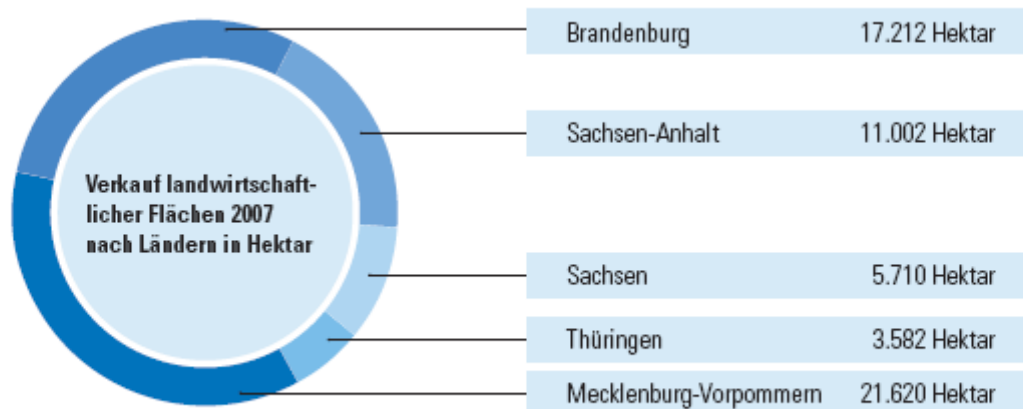 Verkauf landwirtschaft-
licher Flächen 2007
nach Ländern in Hektar
Brandenburg 17.212 Hektar
Sachsen-Anhalt 11.002 Hektar
Sachsen 5.710 Hektar
Thüringen 3.582 Hektar
Mecklenburg-Vorpommern 21.620 Hektar